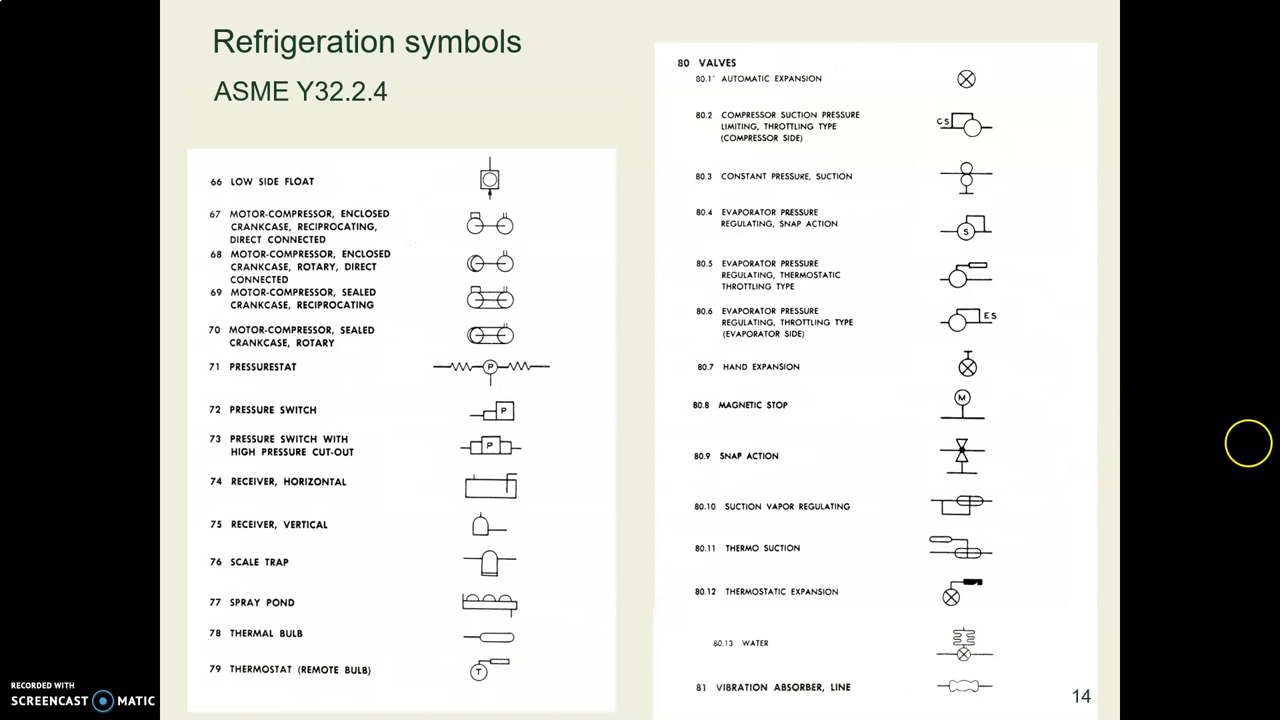 Refrigeration symbols
ASME Y32.2.4
66 LOW SIDE FLOAT
67 MOTOR-COMPRESSOR, ENCLOSED
CRANKCASE, RECIPROCATING,
DIRECT CONNECTED
68 MOTOR-COMPRESSOR, ENCLOSED
CRANKCASE, ROTARY, DIRECT
CONNECTED
69 MOTOR-COMPRESSOR, SEALED
CRANKCASE, RECIPROCATING
70 MOTOR-COMPRESSOR, SEALED
CRANKCASE, ROTARY
71 PRESSURESTAT
P
72 PRESSURE SWITCH
P
73 PRESSURE SWITCH WITH
HIGH PRESSURE CUT-OUT
P
74 RECEIVER, HORIZONTAL
75 RECEIVER, VERTICAL
76 SCALE TRAP
77 SPRAY POND
78 THERMAL BULB
79 THERMOSTAT (REMOTE BULB)
T
80 VALVES
80.1 AUTOMATIC EXPANSION
80.2 COMPRESSOR SUCTION PRESSURE
LIMITING, THROTTLING TYPE
(COMPRESSOR SIDE)
CS
80.3 CONSTANT PRESSURE, SUCTION
80.4 EVAPORATOR PRESSURE
REGULATING, SNAP ACTION
S
80.5 EVAPORATOR PRESSURE
REGULATING, THERMOSTATIC
THROTTLING TYPE
80.6 EVAPORATOR PRESSURE
REGULATING, THROTTLING TYPE
(EVAPORATOR SIDE)
ES
80.7 HAND EXPANSION
80.8 MAGNETIC STOP
M
80.9 SNAP ACTION
80.10 SUCTION VAPOR REGULATING
80.11 THERMO SUCTION
80.12 THERMOSTATIC EXPANSION
80.13 WATER
81 VIBRATION ABSORBER, LINE
14
RECORDED WITH
SCREENCAST MATIC